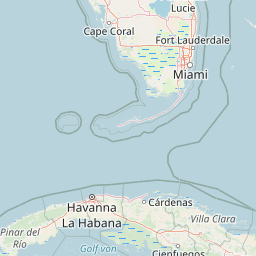 Lucie
Cape Coral
Fort Lauderdale
Miami
Havanna
La Habana
Cárdenas
Pinar del
Río
Villa Clara
Golf von
Cienfuegos